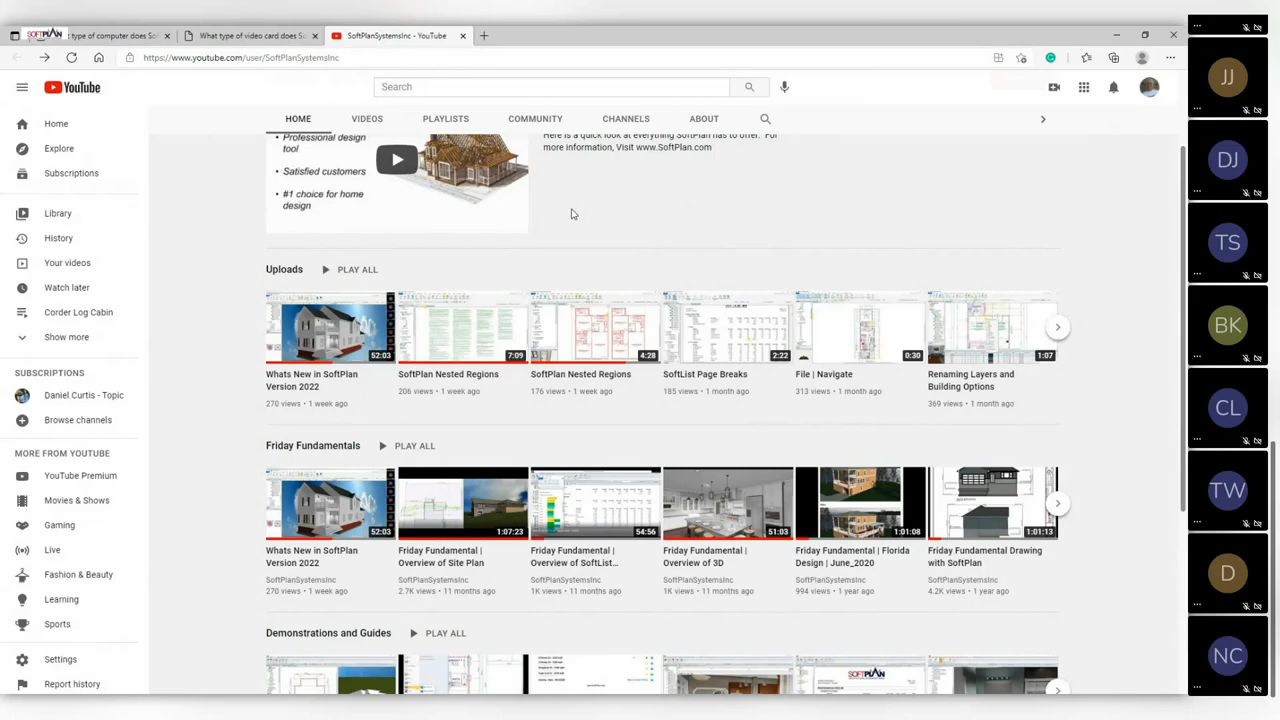 SOFTPLAN
type of computer does So
What type of video card does S
SoftPlanSystemsInc - YouTube
https://www.youtube.com/user/SoftPlanSystemsInc
YouTube
Search
HOME
VIDEOS
PLAYLISTS
COMMUNITY
CHANNELS
ABOUT
Home
Explore
Subscriptions
Library
History
Your videos
Watch later
Corder Log Cabin
Show more
SUBSCRIPTIONS
Daniel Curtis - Topic
Browse channels
MORE FROM YOUTUBE
YouTube Premium
Movies & Shows
Gaming
Live
Fashion & Beauty
Learning
Sports
Settings
Report history
• Professional design
tool
• Satisfied customers
• #1 choice for home
design
Here is a quick look at everything SoftPlan has to offer. For
more information, Visit www.SoftPlan.com
Uploads
PLAY ALL
52:03
7:09
4:28
2:22
0:30
1:07
Whats New in SoftPlan
Version 2022
270 views • 1 week ago
SoftPlan Nested Regions
206 views • 1 week ago
SoftPlan Nested Regions
176 views • 1 week ago
SoftList Page Breaks
185 views • 1 month ago
File | Navigate
313 views • 1 month ago
Renaming Layers and
Building Options
369 views • 1 month ago
Friday Fundamentals
PLAY ALL
52:03
1:07:23
54:56
51:03
1:01:08
1:01:13
Whats New in SoftPlan
Version 2022
SoftPlanSystemsInc
270 views • 1 week ago
Friday Fundamental |
Overview of Site Plan
SoftPlanSystemsInc
2.7K views • 11 months ago
Friday Fundamental |
Overview of SoftList...
SoftPlanSystemsInc
1K views • 11 months ago
Friday Fundamental |
Overview of 3D
SoftPlanSystemsInc
1K views • 11 months ago
Friday Fundamental | Florida
Design | June_2020
SoftPlanSystemsInc
994 views • 1 year ago
Friday Fundamental Drawing
with SoftPlan
SoftPlanSystemsInc
4.2K views • 1 year ago
Demonstrations and Guides
PLAY ALL
SOFTPLAN
JJ
DJ
TS
BK
CL
TW
D
NC